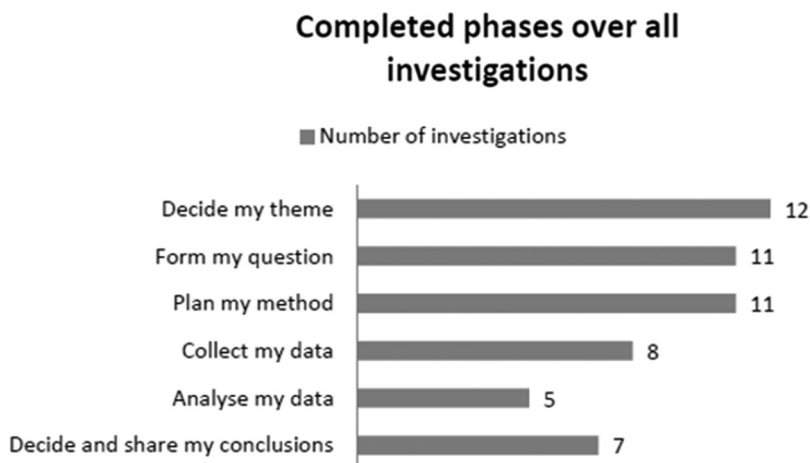 Completed phases over all
investigations
Number of investigations
Decide my theme 12
Form my question 11
Plan my method 11
Collect my data 8
Analyse my data 5
Decide and share my conclusions 7